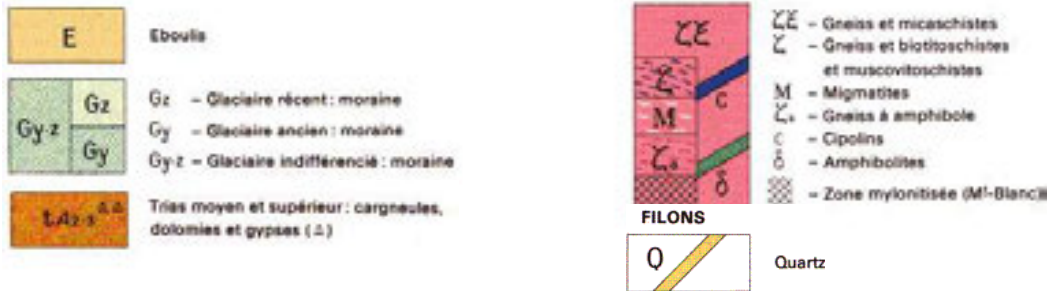 E Eboulis
Gy-z Gz Gy
Gz – Glaciaire récent : moraine
Gy – Glaciaire ancien : moraine
Gy-z – Glaciaire indifférencié : moraine
Trias moyen et supérieur : cargneules,
dolomies et gypses (Δ)
ζξ ζ M ζa C δ
ζξ – Gneiss et micaschistes
ζ – Gneiss et biotitoschistes
et muscovitoschistes
M – Migmatites
ζa – Gneiss à amphibole
C – Cipolins
δ – Amphibolites
– Zone mylonitisée (Mt-Blanc)
FILONS
Q Quartz